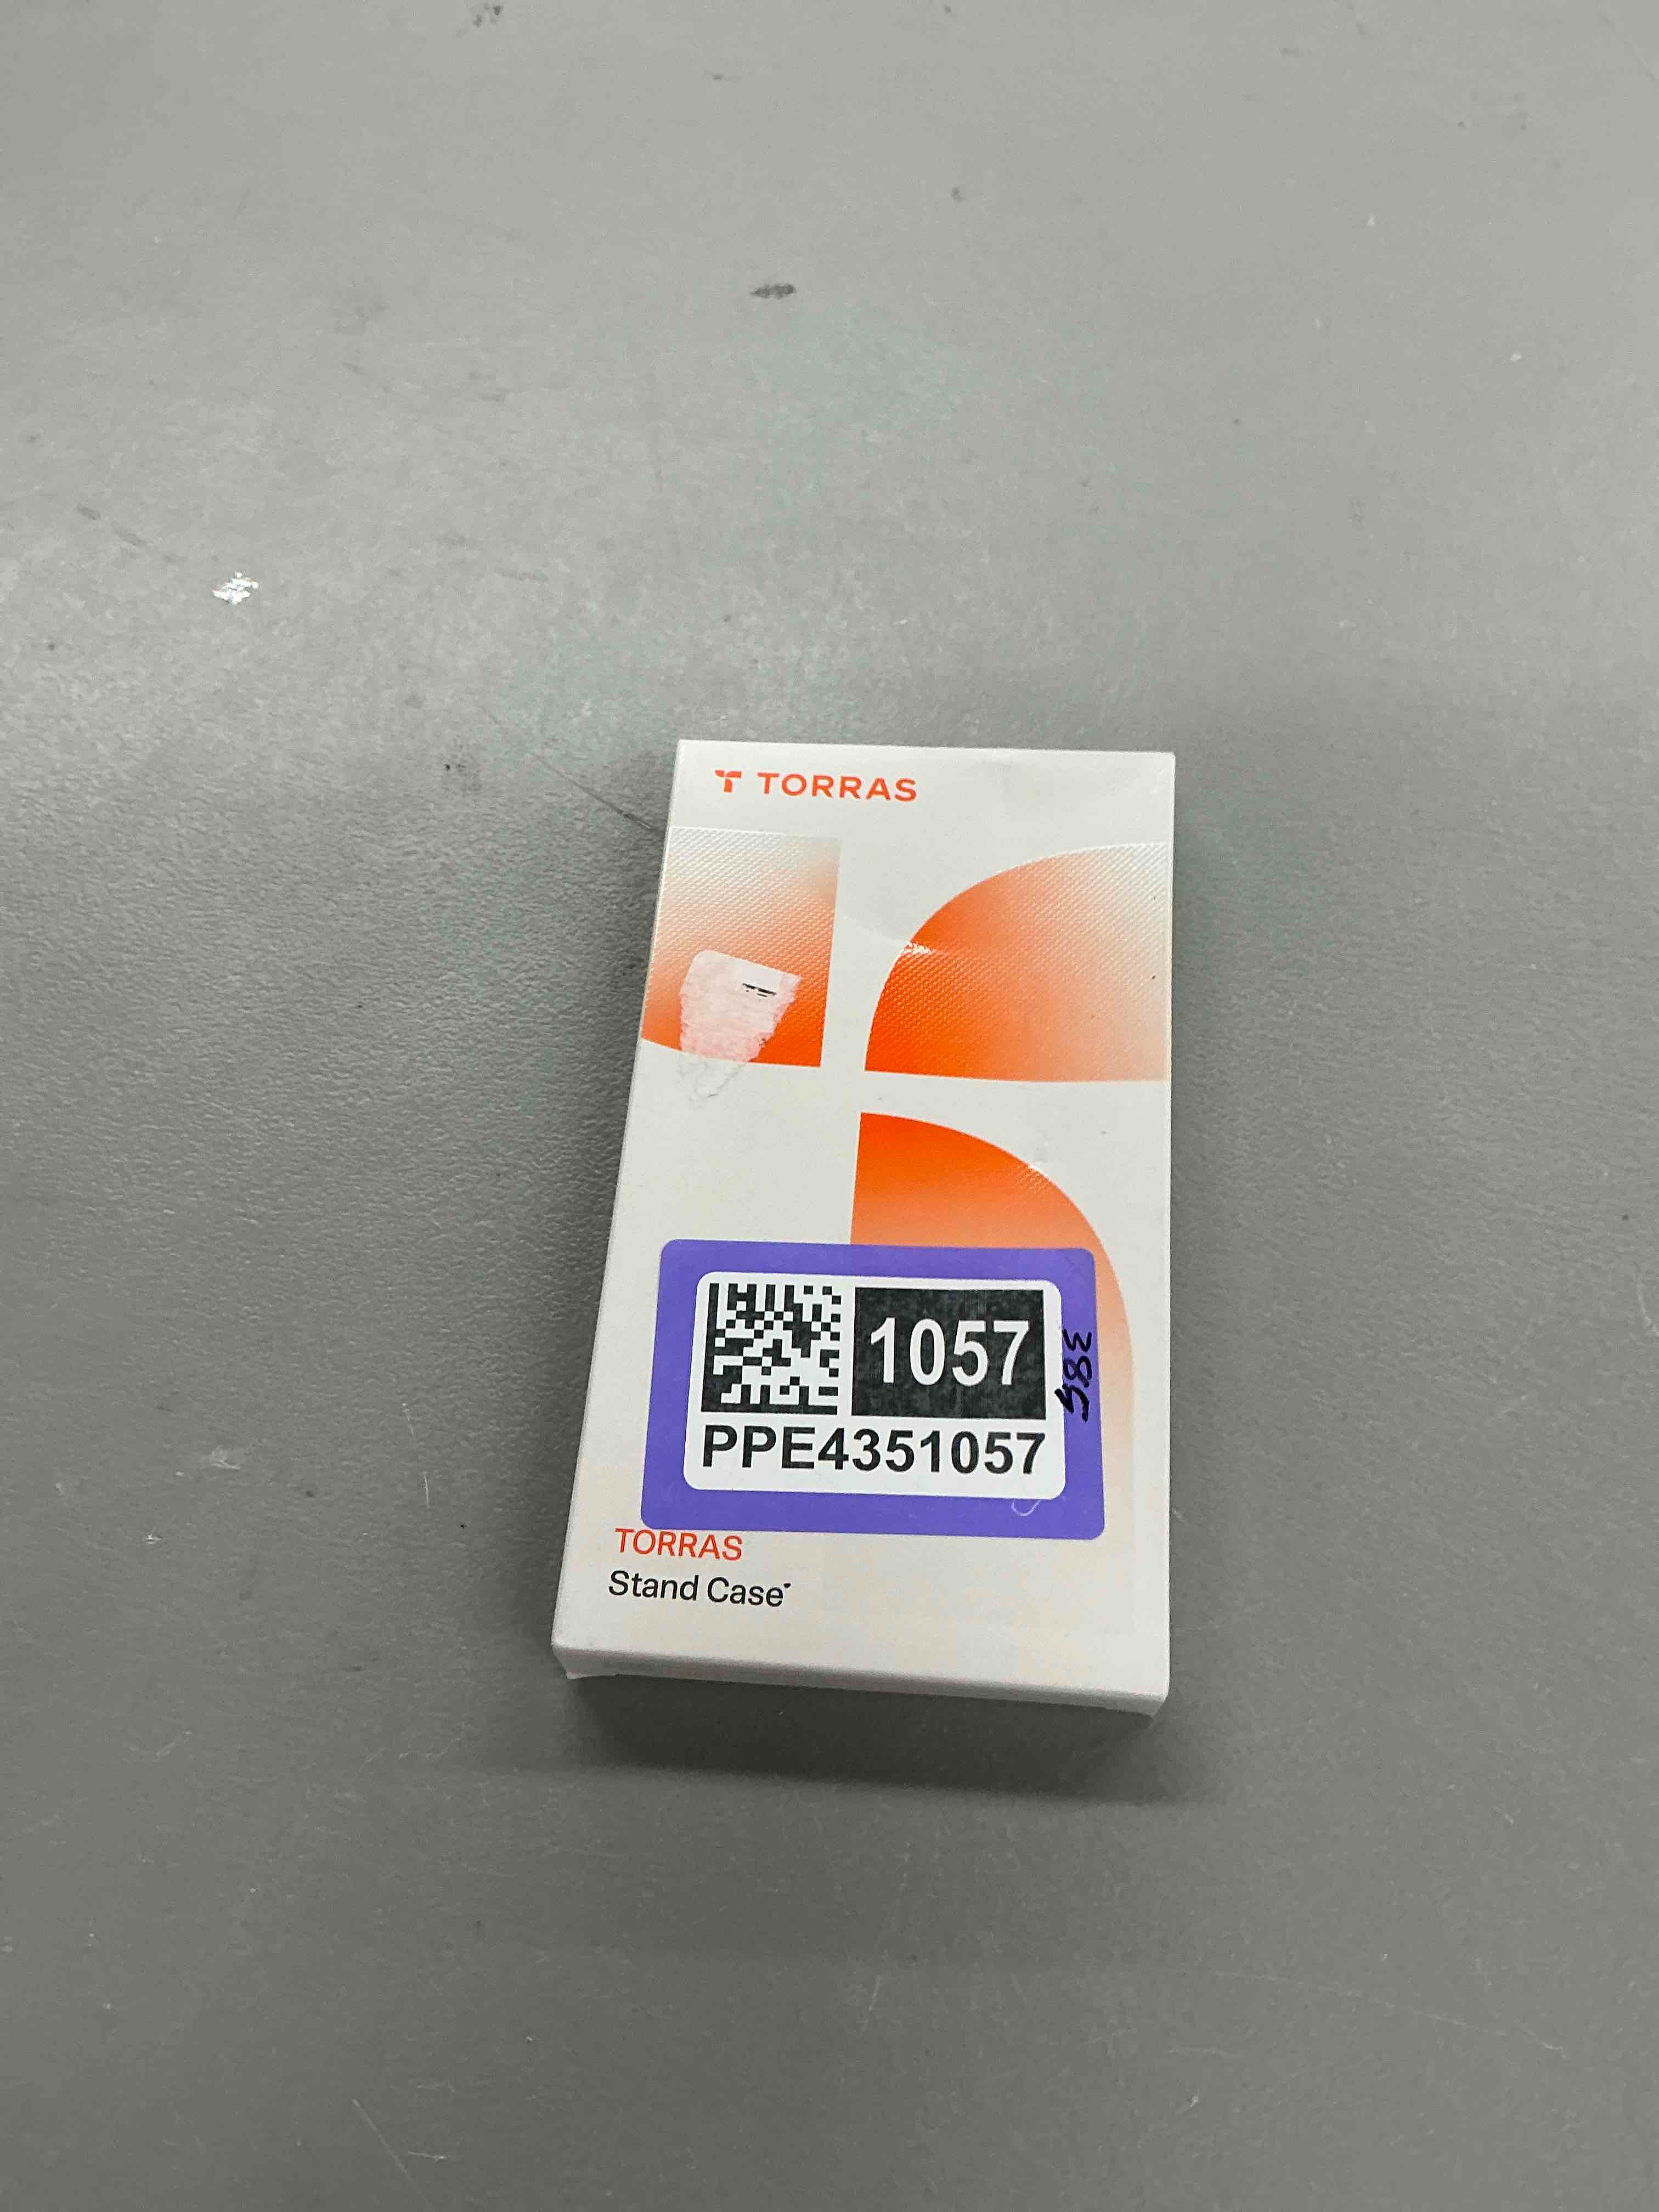 TORRAS
1057
PPE4351057
TORRAS
Stand Case